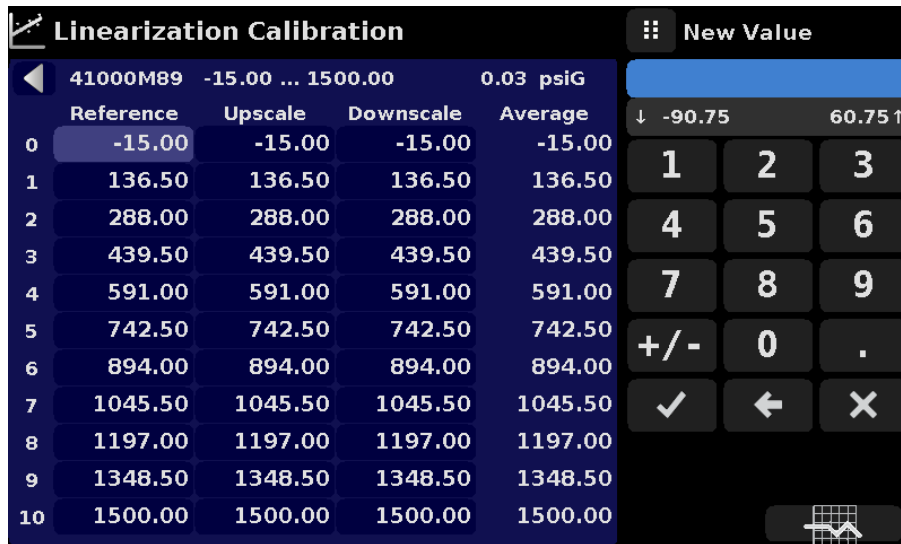 Linearization Calibration
41000M89 -15.00 ... 1500.00 0.03 psiG
Reference Upscale Downscale Average
0 -15.00 -15.00 -15.00 -15.00
1 136.50 136.50 136.50 136.50
2 288.00 288.00 288.00 288.00
3 439.50 439.50 439.50 439.50
4 591.00 591.00 591.00 591.00
5 742.50 742.50 742.50 742.50
6 894.00 894.00 894.00 894.00
7 1045.50 1045.50 1045.50 1045.50
8 1197.00 1197.00 1197.00 1197.00
9 1348.50 1348.50 1348.50 1348.50
10 1500.00 1500.00 1500.00 1500.00
New Value
↓ -90.75 60.75↑
1 2 3
4 5 6
7 8 9
+/- 0 .